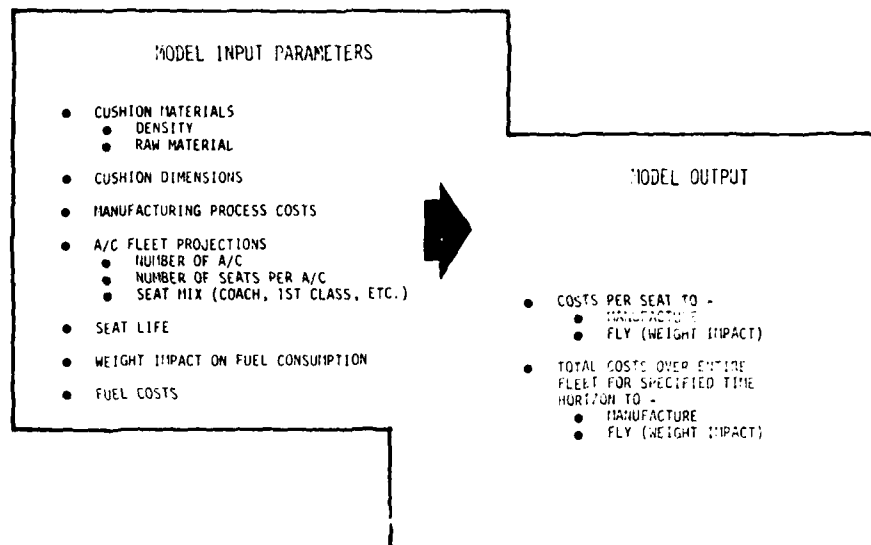 MODEL INPUT PARAMETERS
● CUSHION MATERIALS
● DENSITY
● RAW MATERIAL
● CUSHION DIMENSIONS
● MANUFACTURING PROCESS COSTS
● A/C FLEET PROJECTIONS
● NUMBER OF A/C
● NUMBER OF SEATS PER A/C
● SEAT MIX (COACH, 1ST CLASS, ETC.)
● SEAT LIFE
● WEIGHT IMPACT ON FUEL CONSUMPTION
● FUEL COSTS
MODEL OUTPUT
● COSTS PER SEAT TO -
● MANUFACTURE
● FLY (WEIGHT IMPACT)
● TOTAL COSTS OVER ENTIRE
FLEET FOR SPECIFIED TIME
HORIZON TO -
● MANUFACTURE
● FLY (WEIGHT IMPACT)